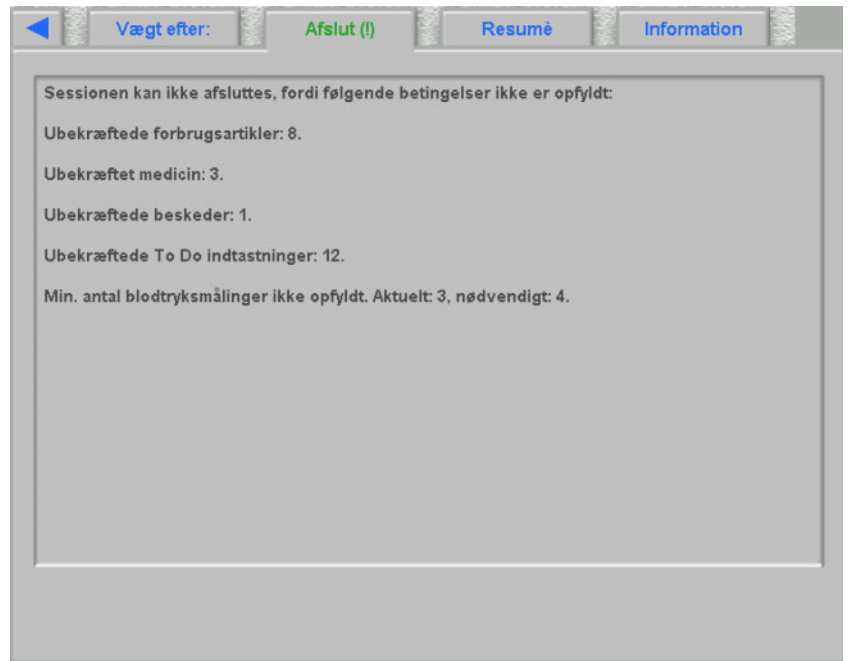 Vægt efter: Afslut (!) Resumè Information
Sessionen kan ikke afsluttes, fordi følgende betingelser ikke er opfyldt:
Ubekræftede forbrugsartikler: 8.
Ubekræftet medicin: 3.
Ubekræftede beskeder: 1.
Ubekræftede To Do indtastninger: 12.
Min. antal blodtryksmålinger ikke opfyldt. Aktuelt: 3, nødvendigt: 4.